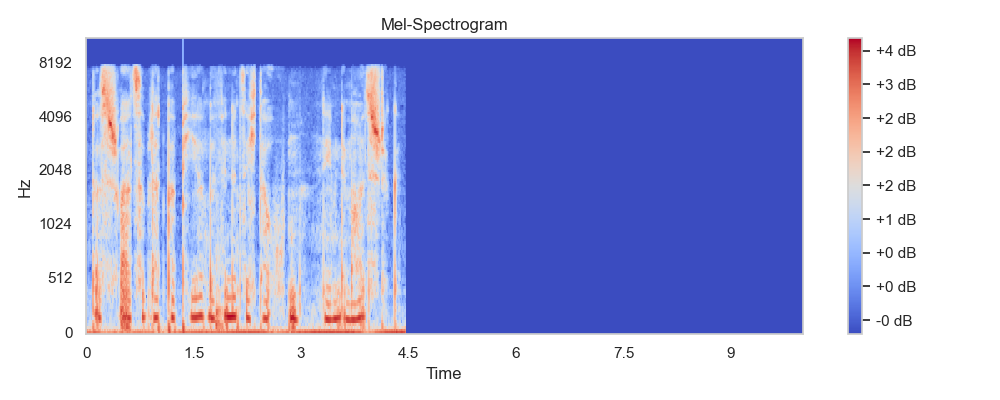 Mel-Spectrogram
8192
4096
2048
1024
512
0
Hz
0
1.5
3
4.5
6
7.5
9
Time
+4 dB
+3 dB
+2 dB
+2 dB
+2 dB
+1 dB
+0 dB
+0 dB
-0 dB